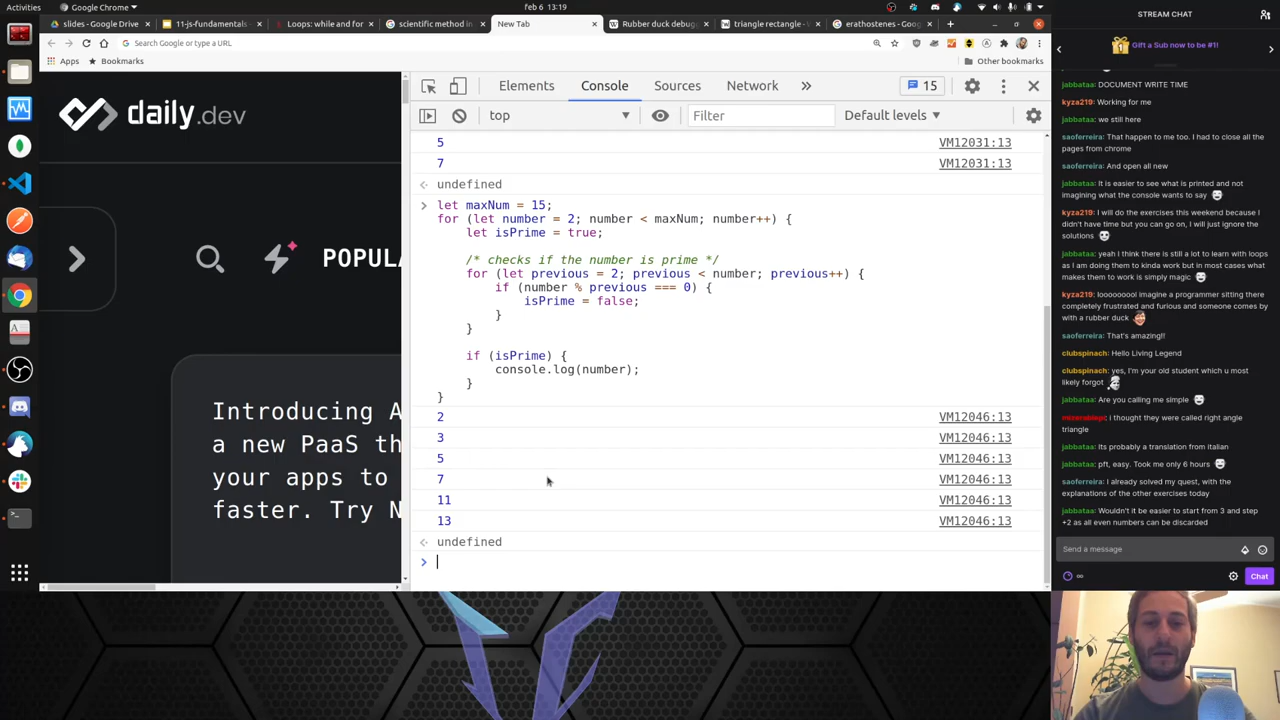 Activities
Google Chrome
feb 6 13:19
slides - Google Drive
11-js-fundamentals -
Loops: while and for
scientific method in
New Tab
Rubber duck debugg
triangle rectangle - W
erathostenes - Goog
Search Google or type a URL
Apps
Bookmarks
Other bookmarks
daily.dev
POPULA
Introducing A
a new PaaS th
your apps to
faster. Try N
Elements
Console
Sources
Network
15
top
Filter
Default levels
5 VM12031:13
7 VM12031:13
undefined
let maxNum = 15;
for (let number = 2; number < maxNum; number++) {
let isPrime = true;
/* checks if the number is prime */
for (let previous = 2; previous < number; previous++) {
if (number % previous === 0) {
isPrime = false;
}
}
if (isPrime) {
console.log(number);
}
}
2 VM12046:13
3 VM12046:13
5 VM12046:13
7 VM12046:13
11 VM12046:13
13 VM12046:13
undefined
STREAM CHAT
Gift a Sub now to be #1!
jabbataa: DOCUMENT WRITE TIME
kyza219: Working for me
jabbataa: we still here
saoferreira: That happen to me too. I had to close all the
pages from chrome
saoferreira: And open all new
jabbataa: It is easier to see what is printed and not
imagining what the console wants to say
kyza219: I will do the exercises this weekend because I
didn't have time but you can go on, I will just ignore the
solutions
jabbataa: yeah I think there is still a lot to learn with loops
as I am doing them to kinda work but in most cases what
makes them to work is simply magic
kyza219: looooooool imagine a programmer sitting there
completely frustrated and furious and someone comes by
with a rubber duck
saoferreira: That's amazing!!
clubspinach: Hello Living Legend
clubspinach: yes, I'm your old student which u most
likely forgot
jabbataa: Are you calling me simple
i thought they were called right angle
triangle
jabbataa: Its probably a translation from italian
jabbataa: pft, easy. Took me only 6 hours
saoferreira: I already solved my quest, with the
explanations of the other exercises today
jabbataa: Wouldn't it be easier to start from 3 and step
+2 as all even numbers can be discarded
Send a message
Chat